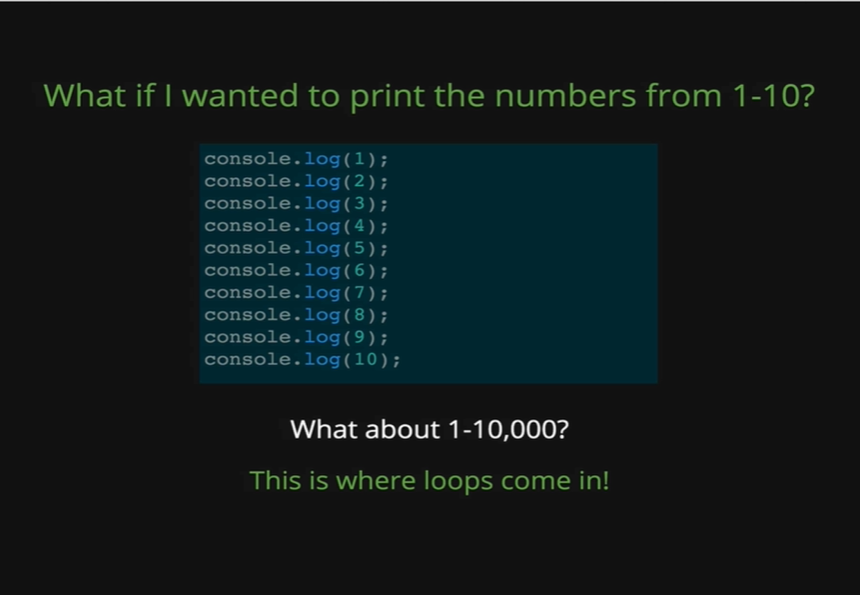 What if I wanted to print the numbers from 1-10?
console.log(1);
console.log(2);
console.log(3);
console.log(4);
console.log(5);
console.log(6);
console.log(7);
console.log(8);
console.log(9);
console.log(10);
What about 1-10,000?
This is where loops come in!